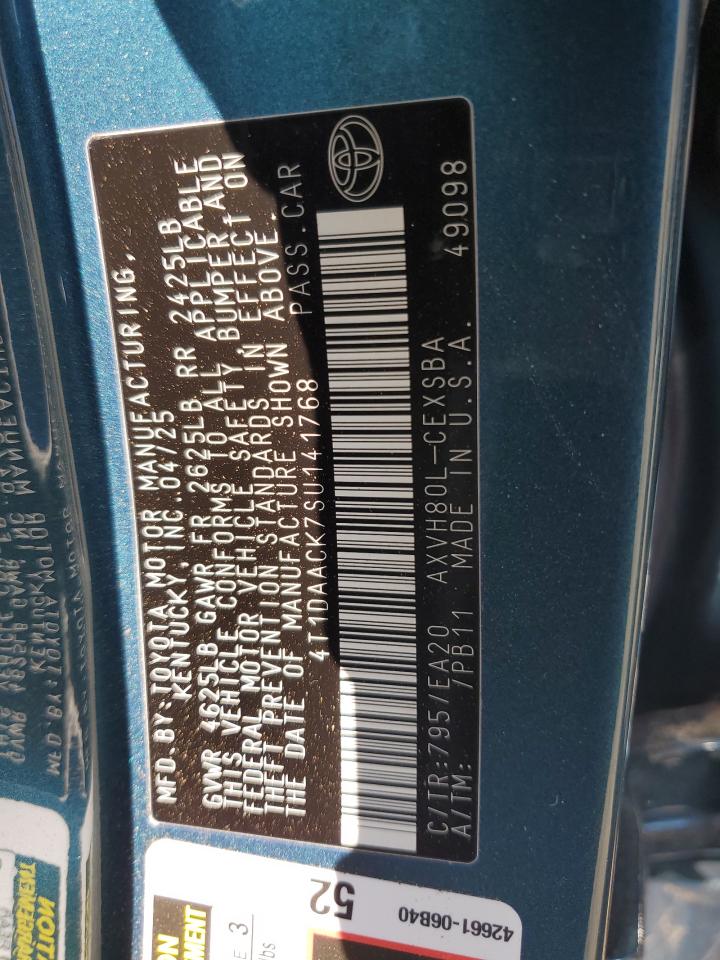 MFD. BY: TOYOTA MOTOR MANUFACTURING,
KENTUCKY, INC. 04/25
GVWR 4625LB GAWR FR 2625LB RR 2425LB
THIS VEHICLE CONFORMS TO ALL APPLICABLE
FEDERAL MOTOR VEHICLE SAFETY BUMPER AND
THEFT PREVENTION STANDARDS IN EFFECT ON
THE DATE OF MANUFACTURE SHOWN ABOVE.
4T1DAACK7SU141768 PASS.CAR
C/TR:795/EA20 AXVH80L-CEXSBA
A/TM: 7PB11 MADE IN U.S.A. 49098
52
42661-06B40
3
lbs